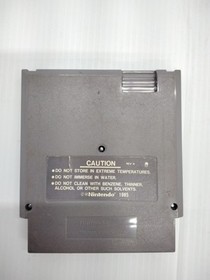 CAUTION
REV-A
●DO NOT STORE IN EXTREME TEMPERATURES.
●DO NOT IMMERSE IN WATER.
●DO NOT CLEAN WITH BENZENE, THINNER,
ALCOHOL OR OTHER SUCH SOLVENTS.
©Nintendo 1985